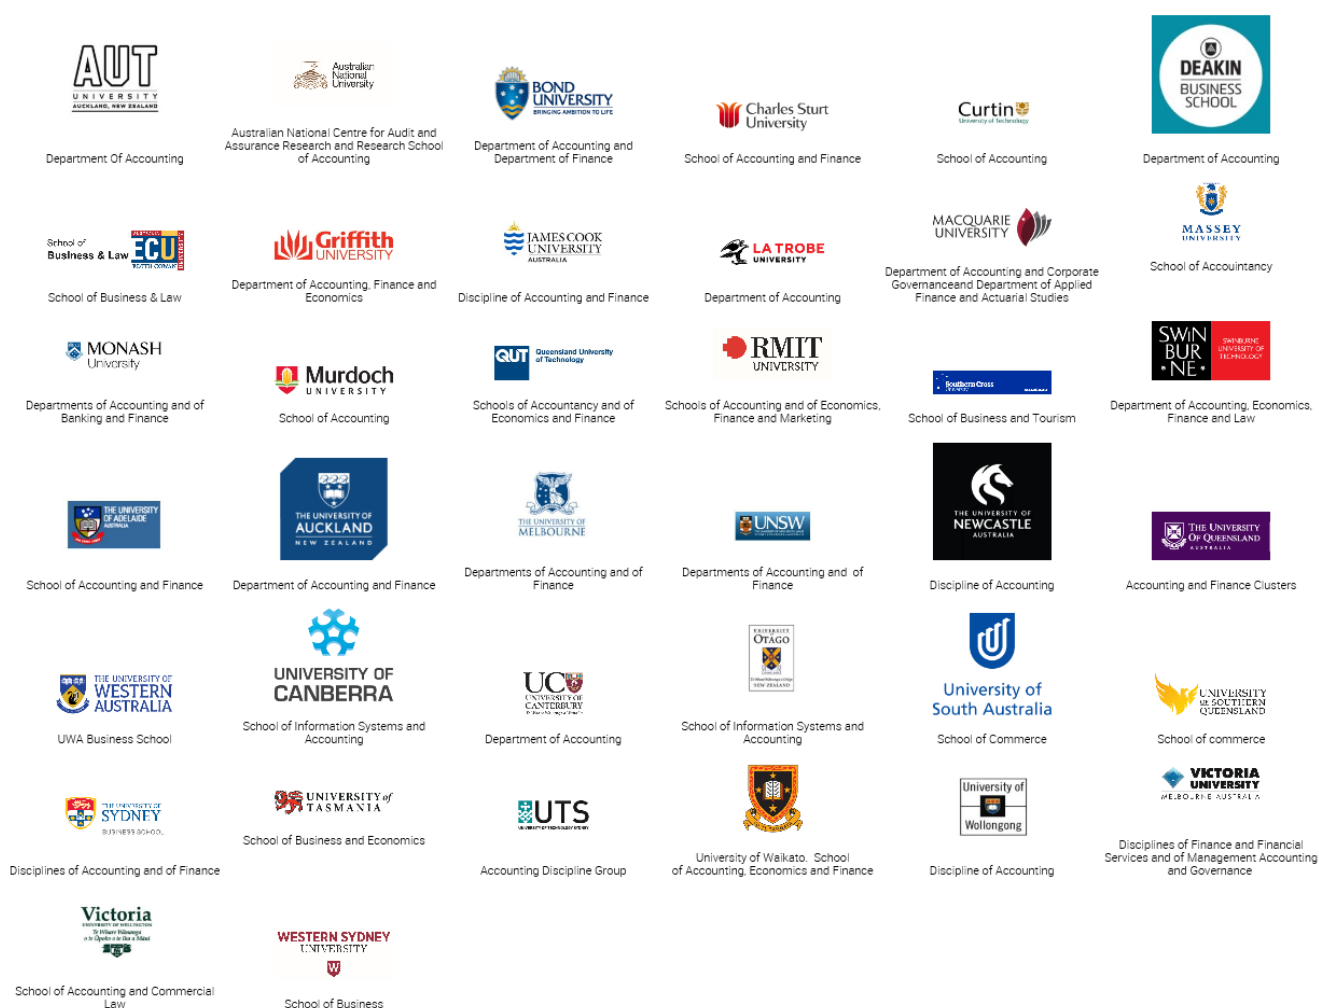 AUT
UNIVERSITY
AUCKLAND, NEW ZEALAND
Department Of Accounting
Australian
National
University
Australian National Centre for Audit and
Assurance Research and Research School
of Accounting
BOND
UNIVERSITY
BRINGING AMBITION TO LIFE
Department of Accounting and
Department of Finance
Charles Sturt
University
School of Accounting and Finance
Curtin
University of Technology
School of Accounting
DEAKIN
BUSINESS
SCHOOL
Department of Accounting
School of
Business & Law
ECU
EDITH COWAN
School of Business & Law
Griffith
UNIVERSITY
Department of Accounting, Finance and
Economics
JAMES COOK
UNIVERSITY
AUSTRALIA
Discipline of Accounting and Finance
LA TROBE
UNIVERSITY
Department of Accounting
MACQUARIE
UNIVERSITY
Department of Accounting and Corporate
Governanceand Department of Applied
Finance and Actuarial Studies
MASSEY
UNIVERSITY
School of Accountancy
MONASH
University
Departments of Accounting and of
Banking and Finance
Murdoch
UNIVERSITY
School of Accounting
QUT
Queensland University
of Technology
Schools of Accountancy and of
Economics and Finance
RMIT
UNIVERSITY
Schools of Accounting and of Economics,
Finance and Marketing
Southern Cross
School of Business and Tourism
SWIN
BUR
NE
SWINBURNE
UNIVERSITY OF
TECHNOLOGY
Department of Accounting, Economics,
Finance and Law
THE UNIVERSITY
OF ADELAIDE
AUSTRALIA
School of Accounting and Finance
THE UNIVERSITY OF
AUCKLAND
NEW ZEALAND
Department of Accounting and Finance
THE UNIVERSITY OF
MELBOURNE
Departments of Accounting and of
Finance
UNSW
Departments of Accounting and of
Finance
THE UNIVERSITY OF
NEWCASTLE
AUSTRALIA
Discipline of Accounting
THE UNIVERSITY
OF QUEENSLAND
AUSTRALIA
Accounting and Finance Clusters
THE UNIVERSITY OF
WESTERN
AUSTRALIA
UWA Business School
UNIVERSITY OF
CANBERRA
School of Information Systems and
Accounting
UC
UNIVERSITY OF
CANTERBURY
Department of Accounting
UNIVERSITY
OTAGO
NEW ZEALAND
School of Information Systems and
Accounting
University of
South Australia
School of Commerce
UNIVERSITY
OF SOUTHERN
QUEENSLAND
School of commerce
THE UNIVERSITY OF
SYDNEY
BUSINESS SCHOOL
Disciplines of Accounting and of Finance
UNIVERSITY of
TASMANIA
School of Business and Economics
UTS
UNIVERSITY OF TECHNOLOGY SYDNEY
Accounting Discipline Group
University of Waikato. School
of Accounting, Economics and Finance
University of
Wollongong
Discipline of Accounting
VICTORIA
UNIVERSITY
MELBOURNE AUSTRALIA
Disciplines of Finance and Financial
Services and of Management Accounting
and Governance
Victoria
UNIVERSITY OF WELLINGTON
School of Accounting and Commercial
Law
WESTERN SYDNEY
UNIVERSITY
W
School of Business